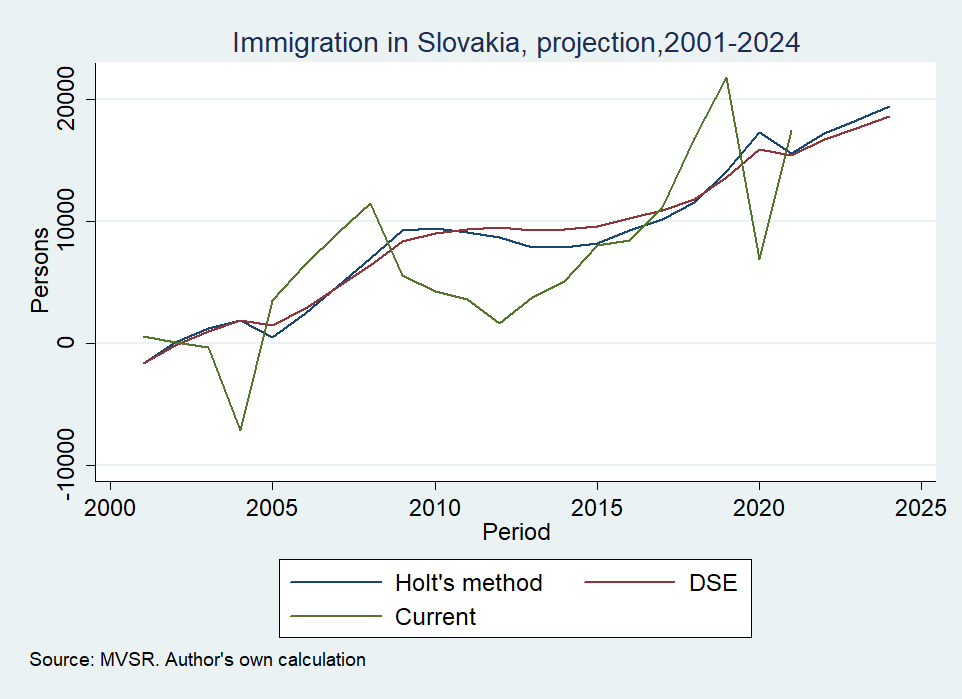 Immigration in Slovakia, projection,2001-2024
Persons
20000
10000
0
-10000
2000 2005 2010 2015 2020 2025
Period
Holt's method DSE
Current
Source: MVSR. Author's own calculation